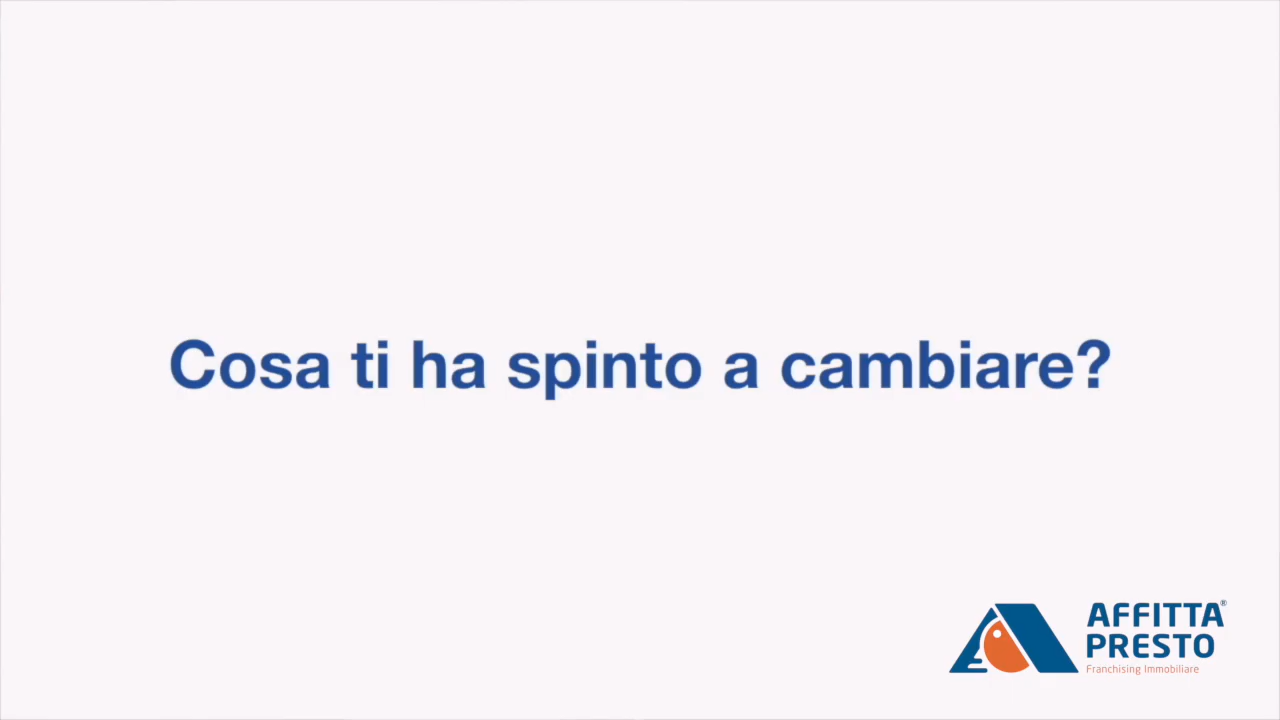 Cosa ti ha spinto a cambiare?
AFFITTA®
PRESTO
Franchising Immobiliare